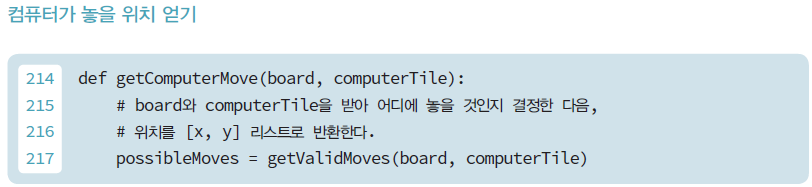 컴퓨터가 놓을 위치 얻기
214 def getComputerMove(board, computerTile):
215 # board와 computerTile을 받아 어디에 놓을 것인지 결정한 다음,
216 # 위치를 [x, y] 리스트로 반환한다.
217 possibleMoves = getValidMoves(board, computerTile)